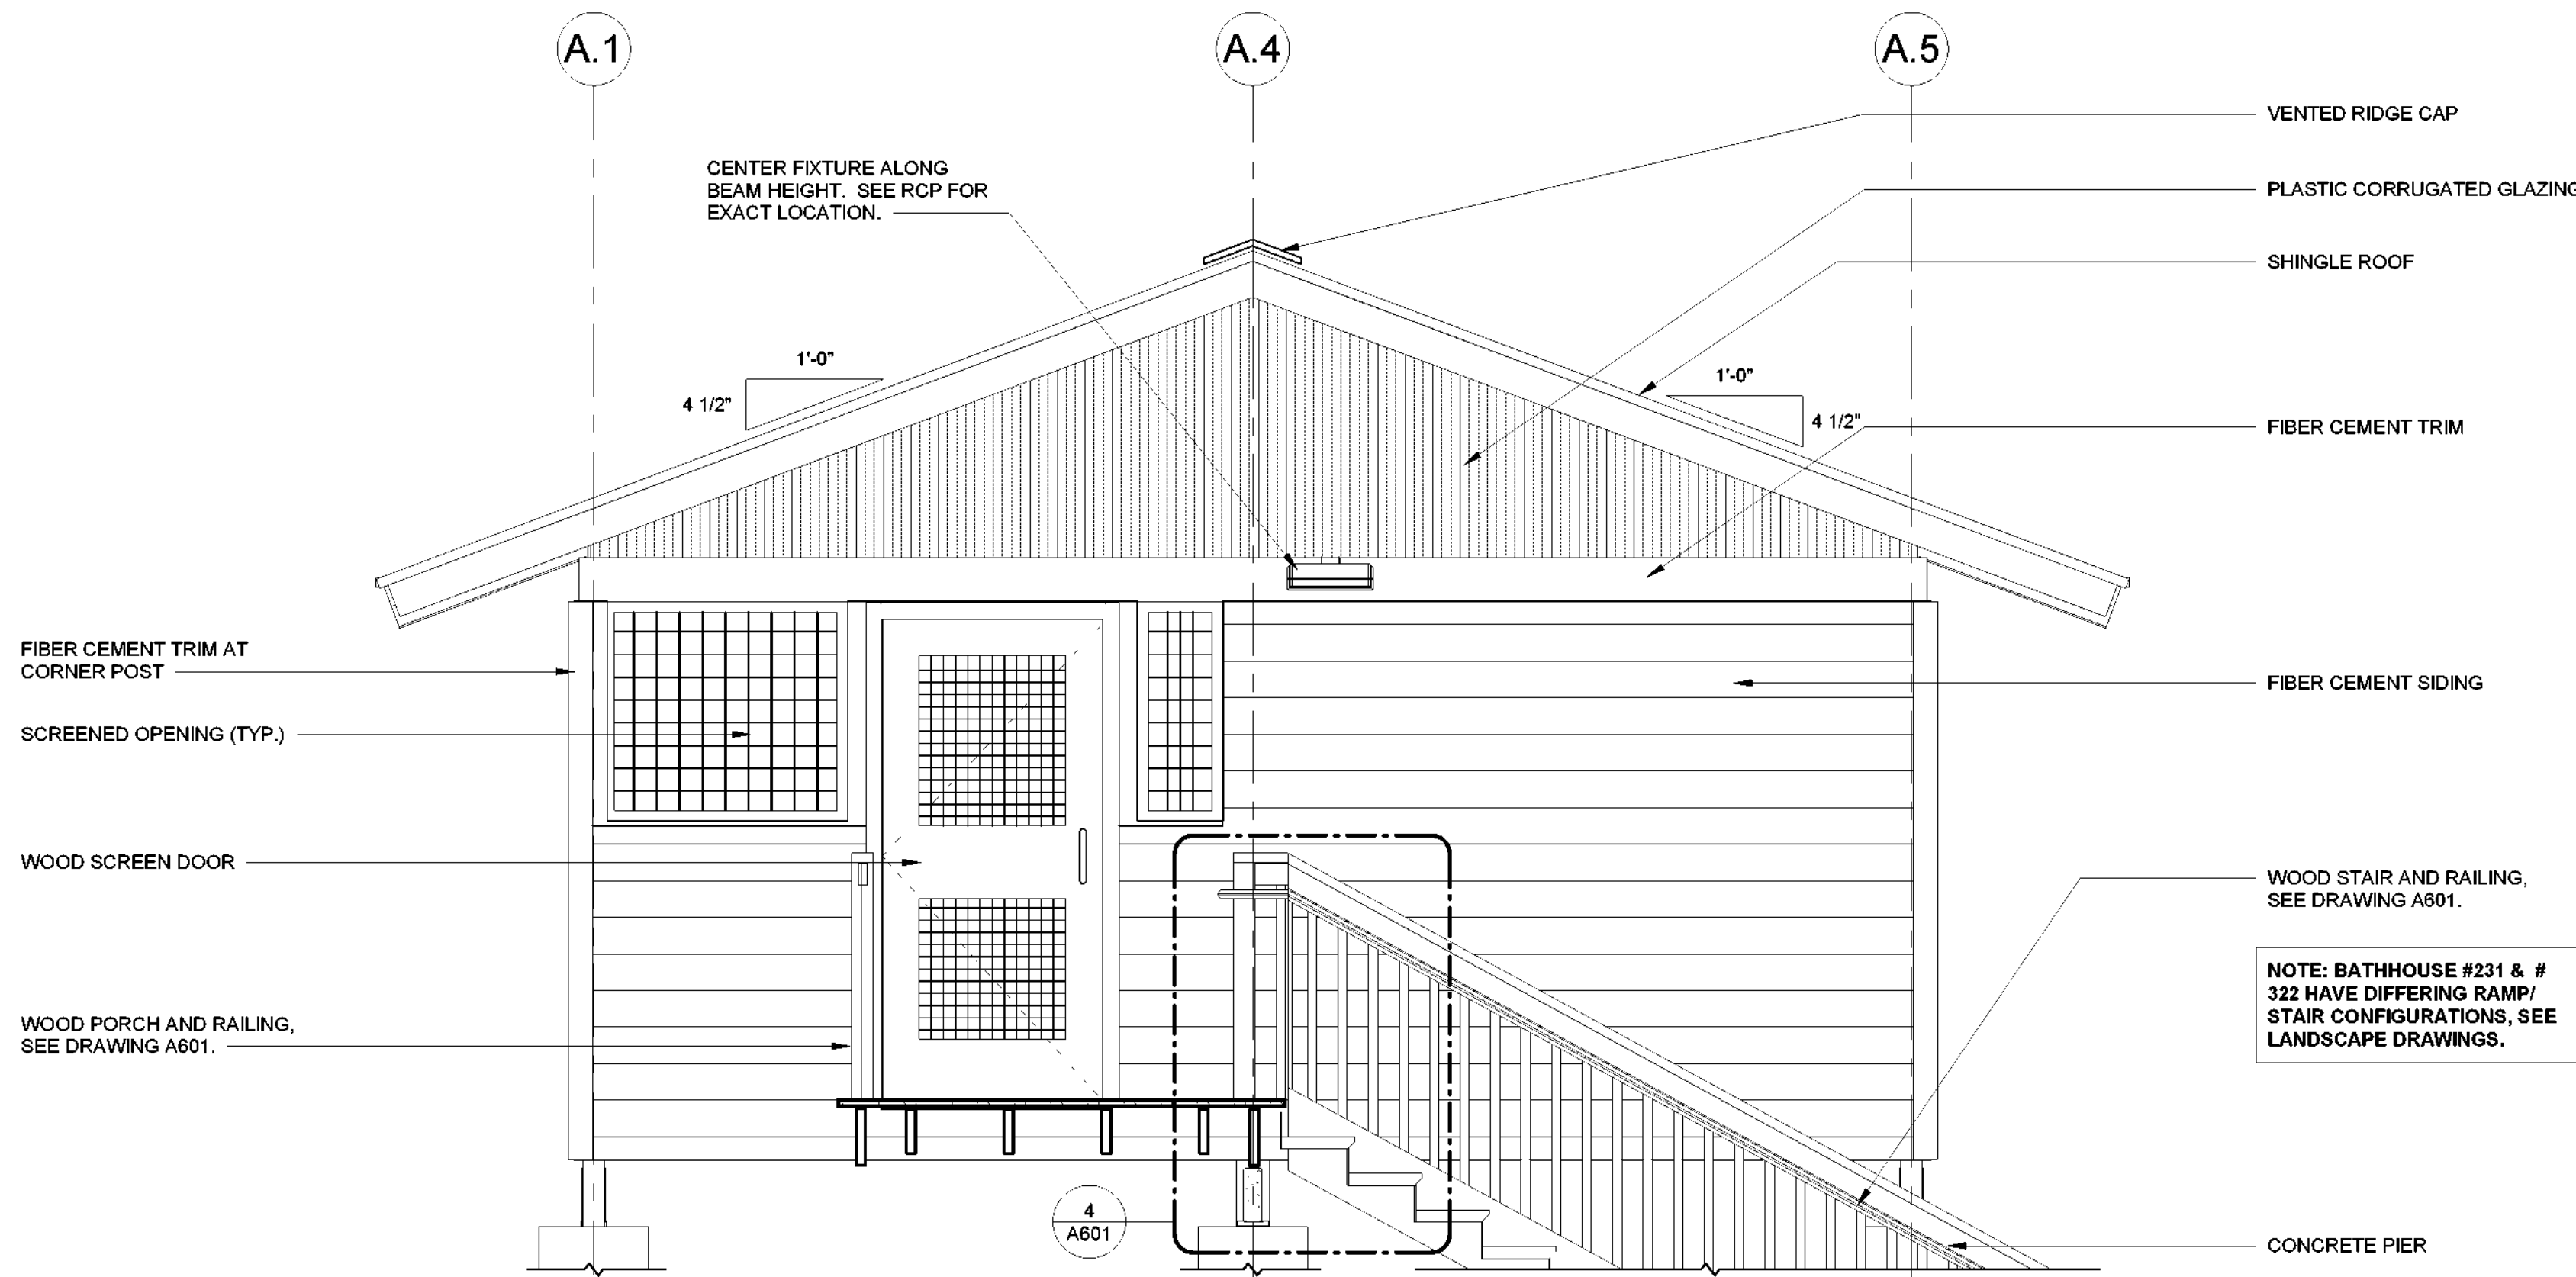 A.1
A.4
A.5
VENTED RIDGE CAP
CENTER FIXTURE ALONG
BEAM HEIGHT. SEE RCP FOR
EXACT LOCATION.
PLASTIC CORRUGATED GLAZING
SHINGLE ROOF
1'-0"
4 1/2"
1'-0"
4 1/2"
FIBER CEMENT TRIM
FIBER CEMENT TRIM AT
CORNER POST
FIBER CEMENT SIDING
SCREENED OPENING (TYP.)
WOOD SCREEN DOOR
WOOD STAIR AND RAILING,
SEE DRAWING A601.
NOTE: BATHHOUSE #231 & #
322 HAVE DIFFERING RAMP/
STAIR CONFIGURATIONS, SEE
LANDSCAPE DRAWINGS.
WOOD PORCH AND RAILING,
SEE DRAWING A601.
4
A601
CONCRETE PIER